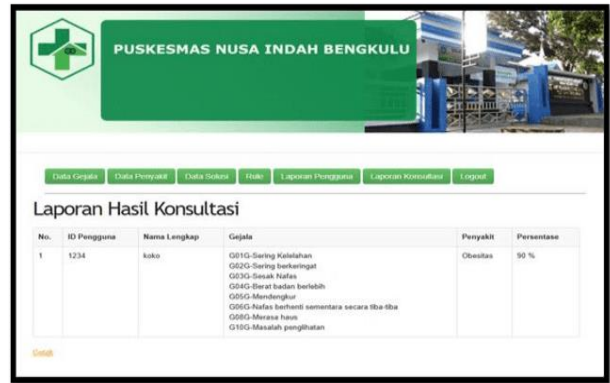 PUSKESMAS NUSA INDAH BENGKULU
Data Gejala Data Penyakit Data Solusi Rule Laporan Pengguna Laporan Konsultasi Logout
Laporan Hasil Konsultasi
No. ID Pengguna Nama Lengkap Gejala Penyakit Persentase
1 1234 koko G01G-Sering Kelelahan Obesitas 90 %
G02G-Sering berkeringat
G03G-Sesak Nafas
G04G-Berat badan berlebih
G05G-Mendengkur
G06G-Nafas berhenti sementara secara tiba-tiba
G08G-Merasa haus
G10G-Masalah penglihatan
Cetak